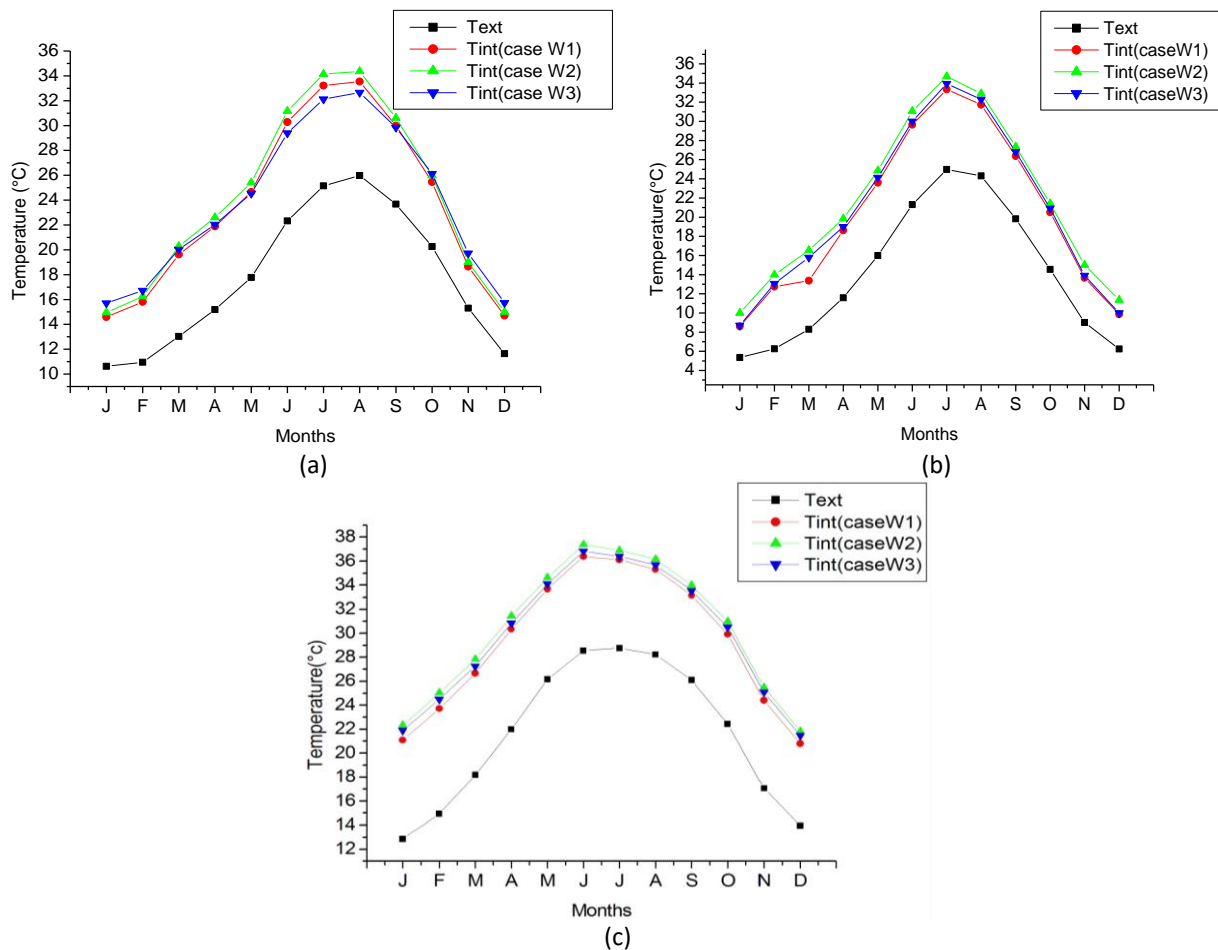 Text
Tint(case W1)
Tint(case W2)
Tint(case W3)
36
34
32
30
28
26
24
22
20
18
16
14
12
10
Temperature (°C)
J F M A M J J A S O N D
Months
(a)
Text
Tint(caseW1)
Tint(caseW2)
Tint(caseW3)
36
34
32
30
28
26
24
22
20
18
16
14
12
10
8
6
4
Temperature(°C)
J F M A M J J A S O N D
Months
(b)
Text
Tint(caseW1)
Tint(caseW2)
Tint(caseW3)
38
36
34
32
30
28
26
24
22
20
18
16
14
12
Temperature(°c)
J F M A M J J A S O N D
Months
(c)